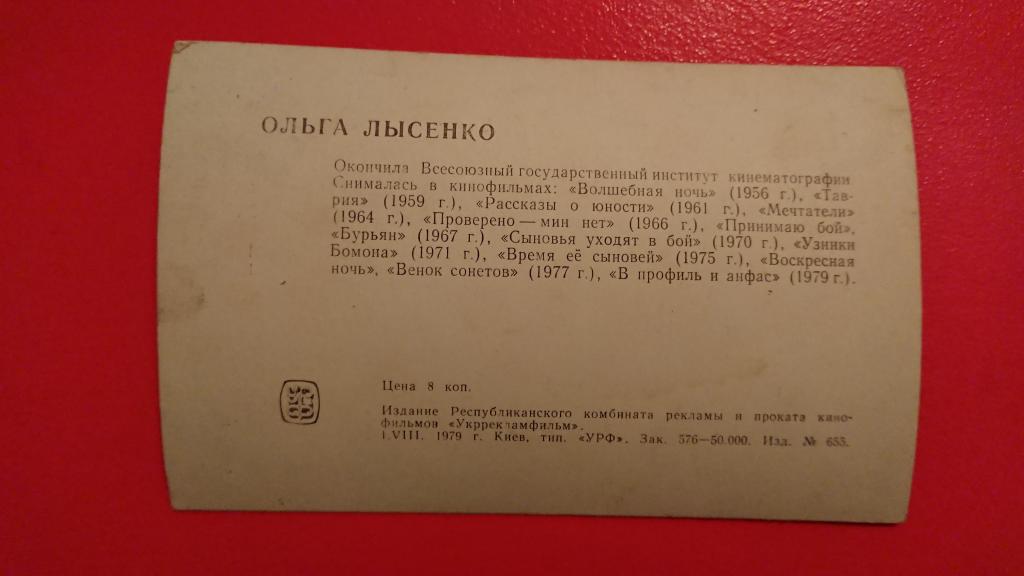 ОЛЬГА ЛЫСЕНКО
Окончила Всесоюзный государственный институт кинематографии
Снималась в кинофильмах: «Волшебная ночь» (1956 г.), «Тав-
рия» (1959 г.), «Рассказы о юности» (1961 г.), «Мечтатели»
(1964 г.), «Проверено — мин нет» (1966 г.), «Принимаю бой»,
«Бурьян» (1967 г.), «Сыновья уходят в бой» (1970 г.), «Узники
Бомона» (1971 г.), «Время её сыновей» (1975 г.), «Воскресная
ночь», «Венок сонетов» (1977 г.), «В профиль и анфас» (1979 г.).
Цена 8 коп.
Издание Республиканского комбината рекламы и проката кино-
фильмов «Укррекламфильм».
1.VIII. 1979 г. Киев, тип. «УРФ». Зак. 576—50.000. Изд. № 655.